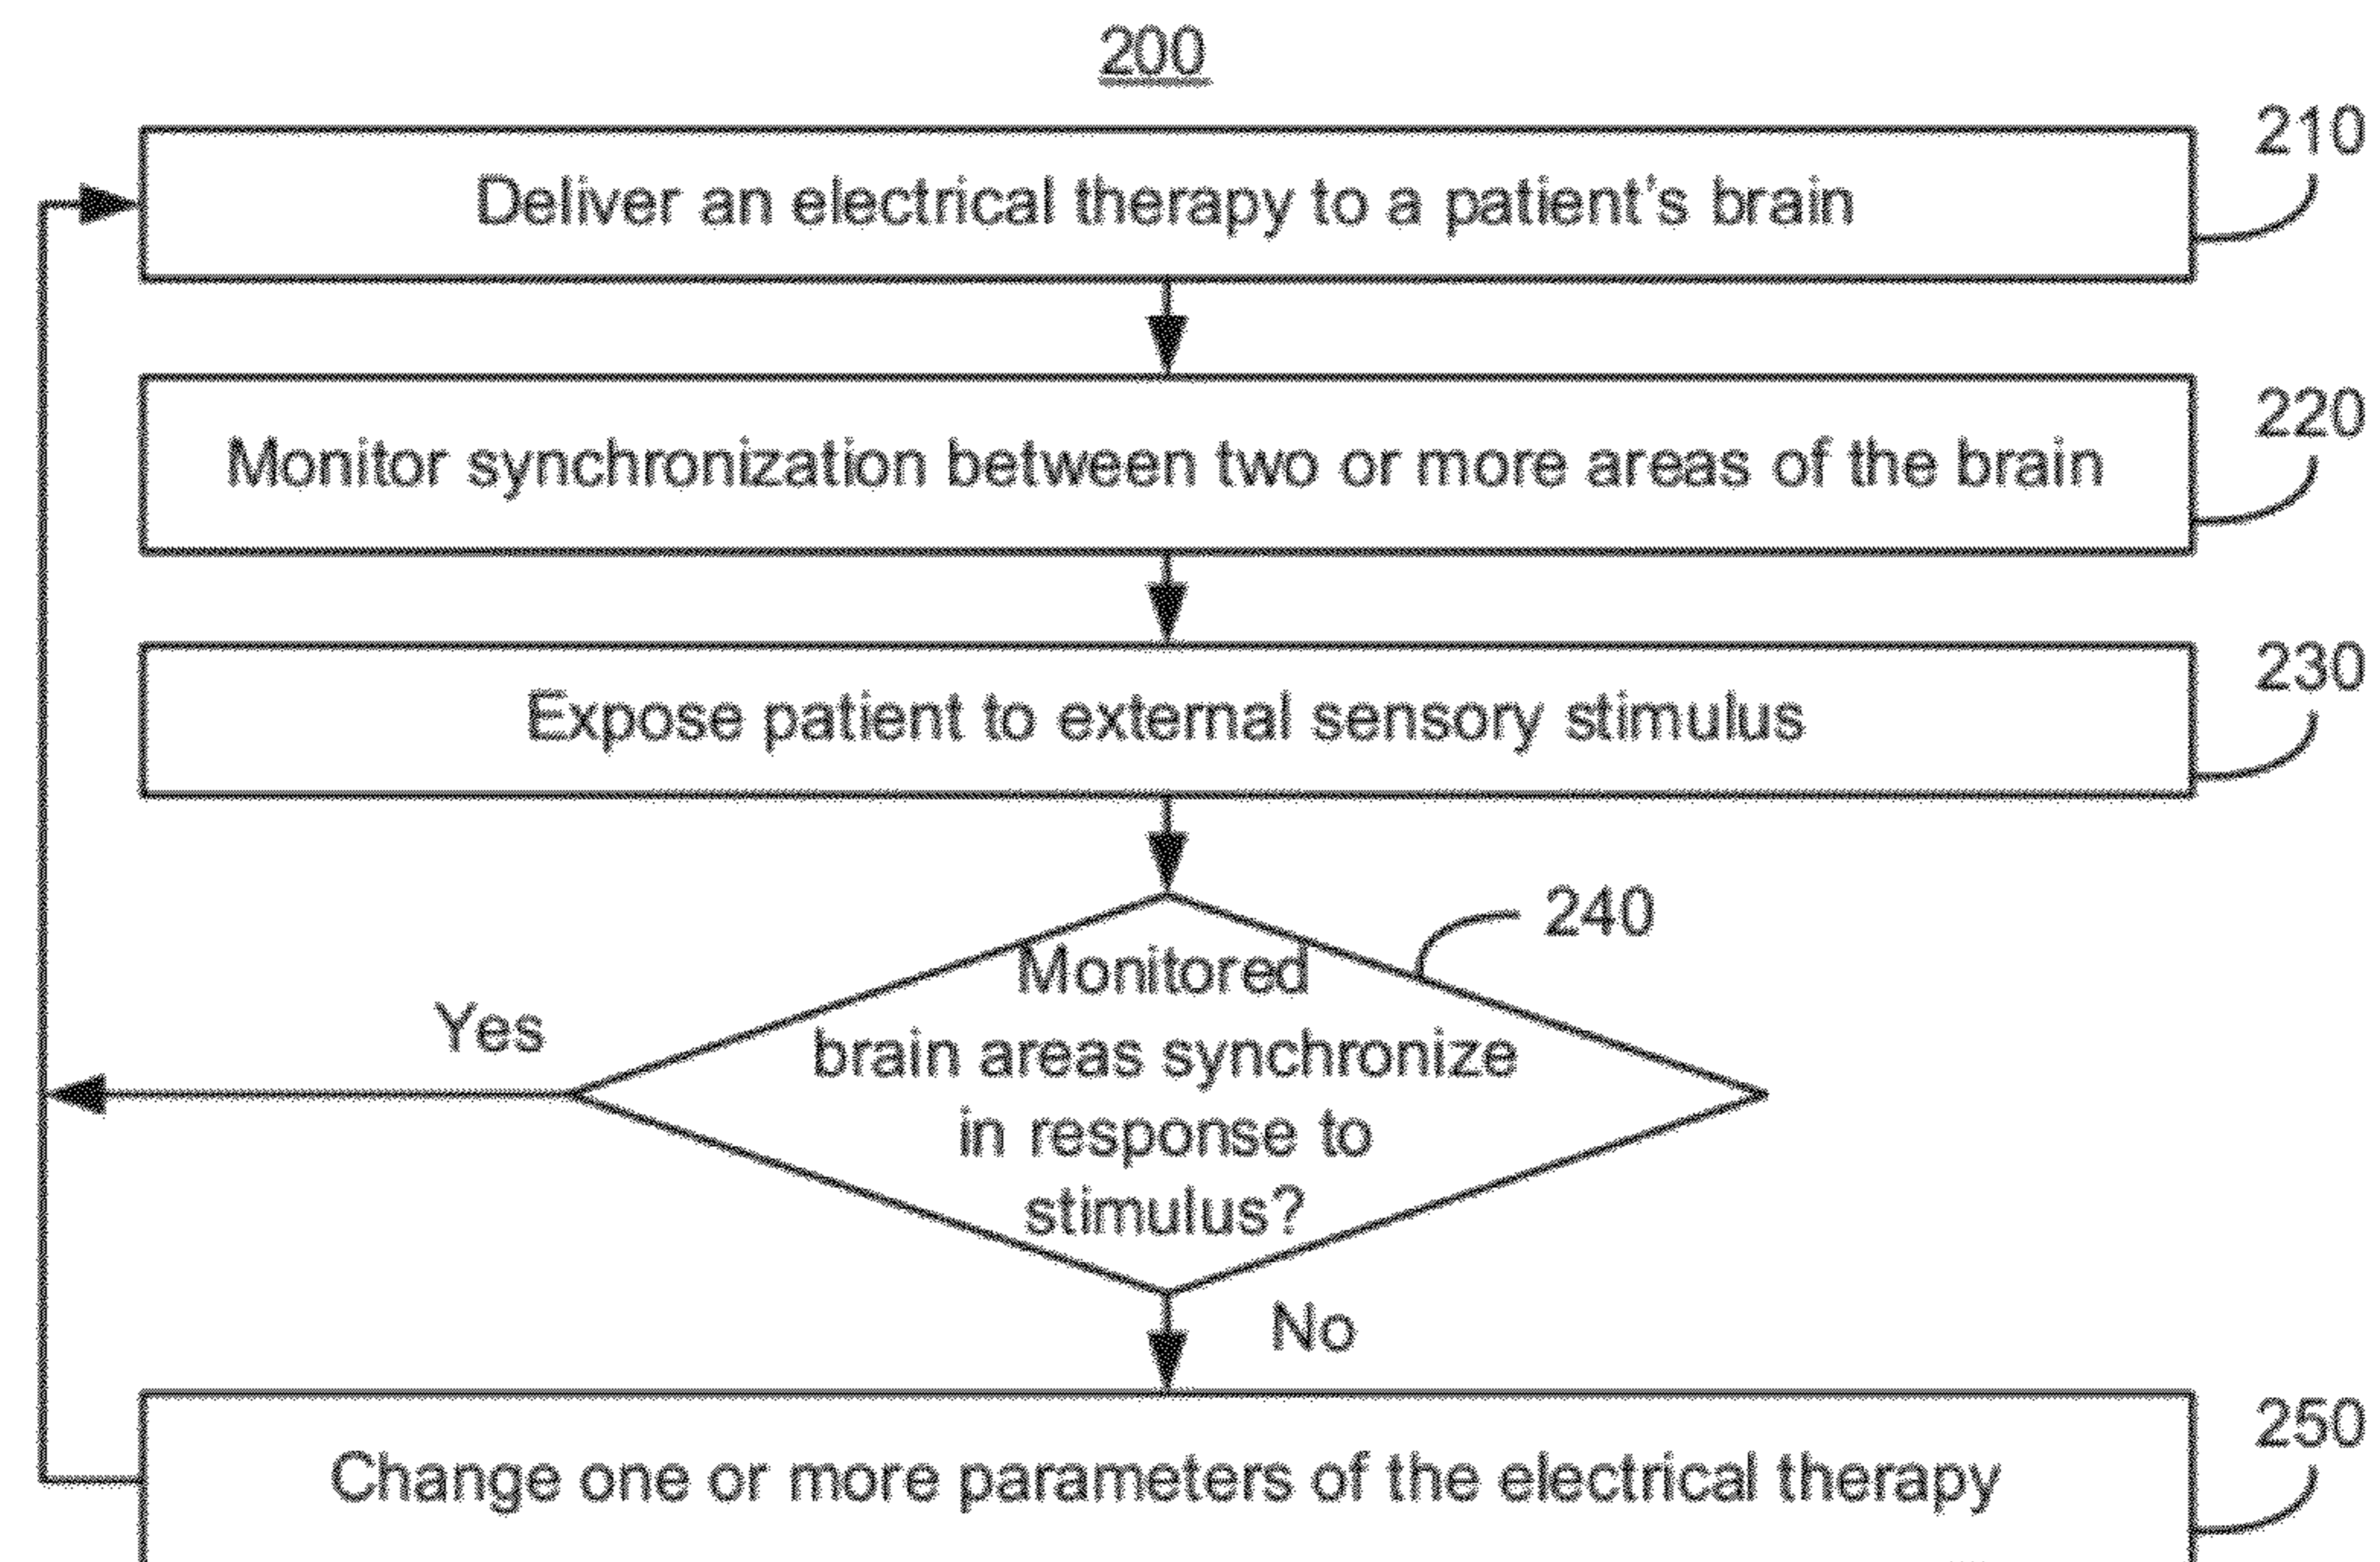 200
210
Deliver an electrical therapy to a patient's brain
220
Monitor synchronization between two or more areas of the brain
230
Expose patient to external sensory stimulus
240
Monitored
brain areas synchronize
in response to
stimulus?
Yes
No
250
Change one or more parameters of the electrical therapy